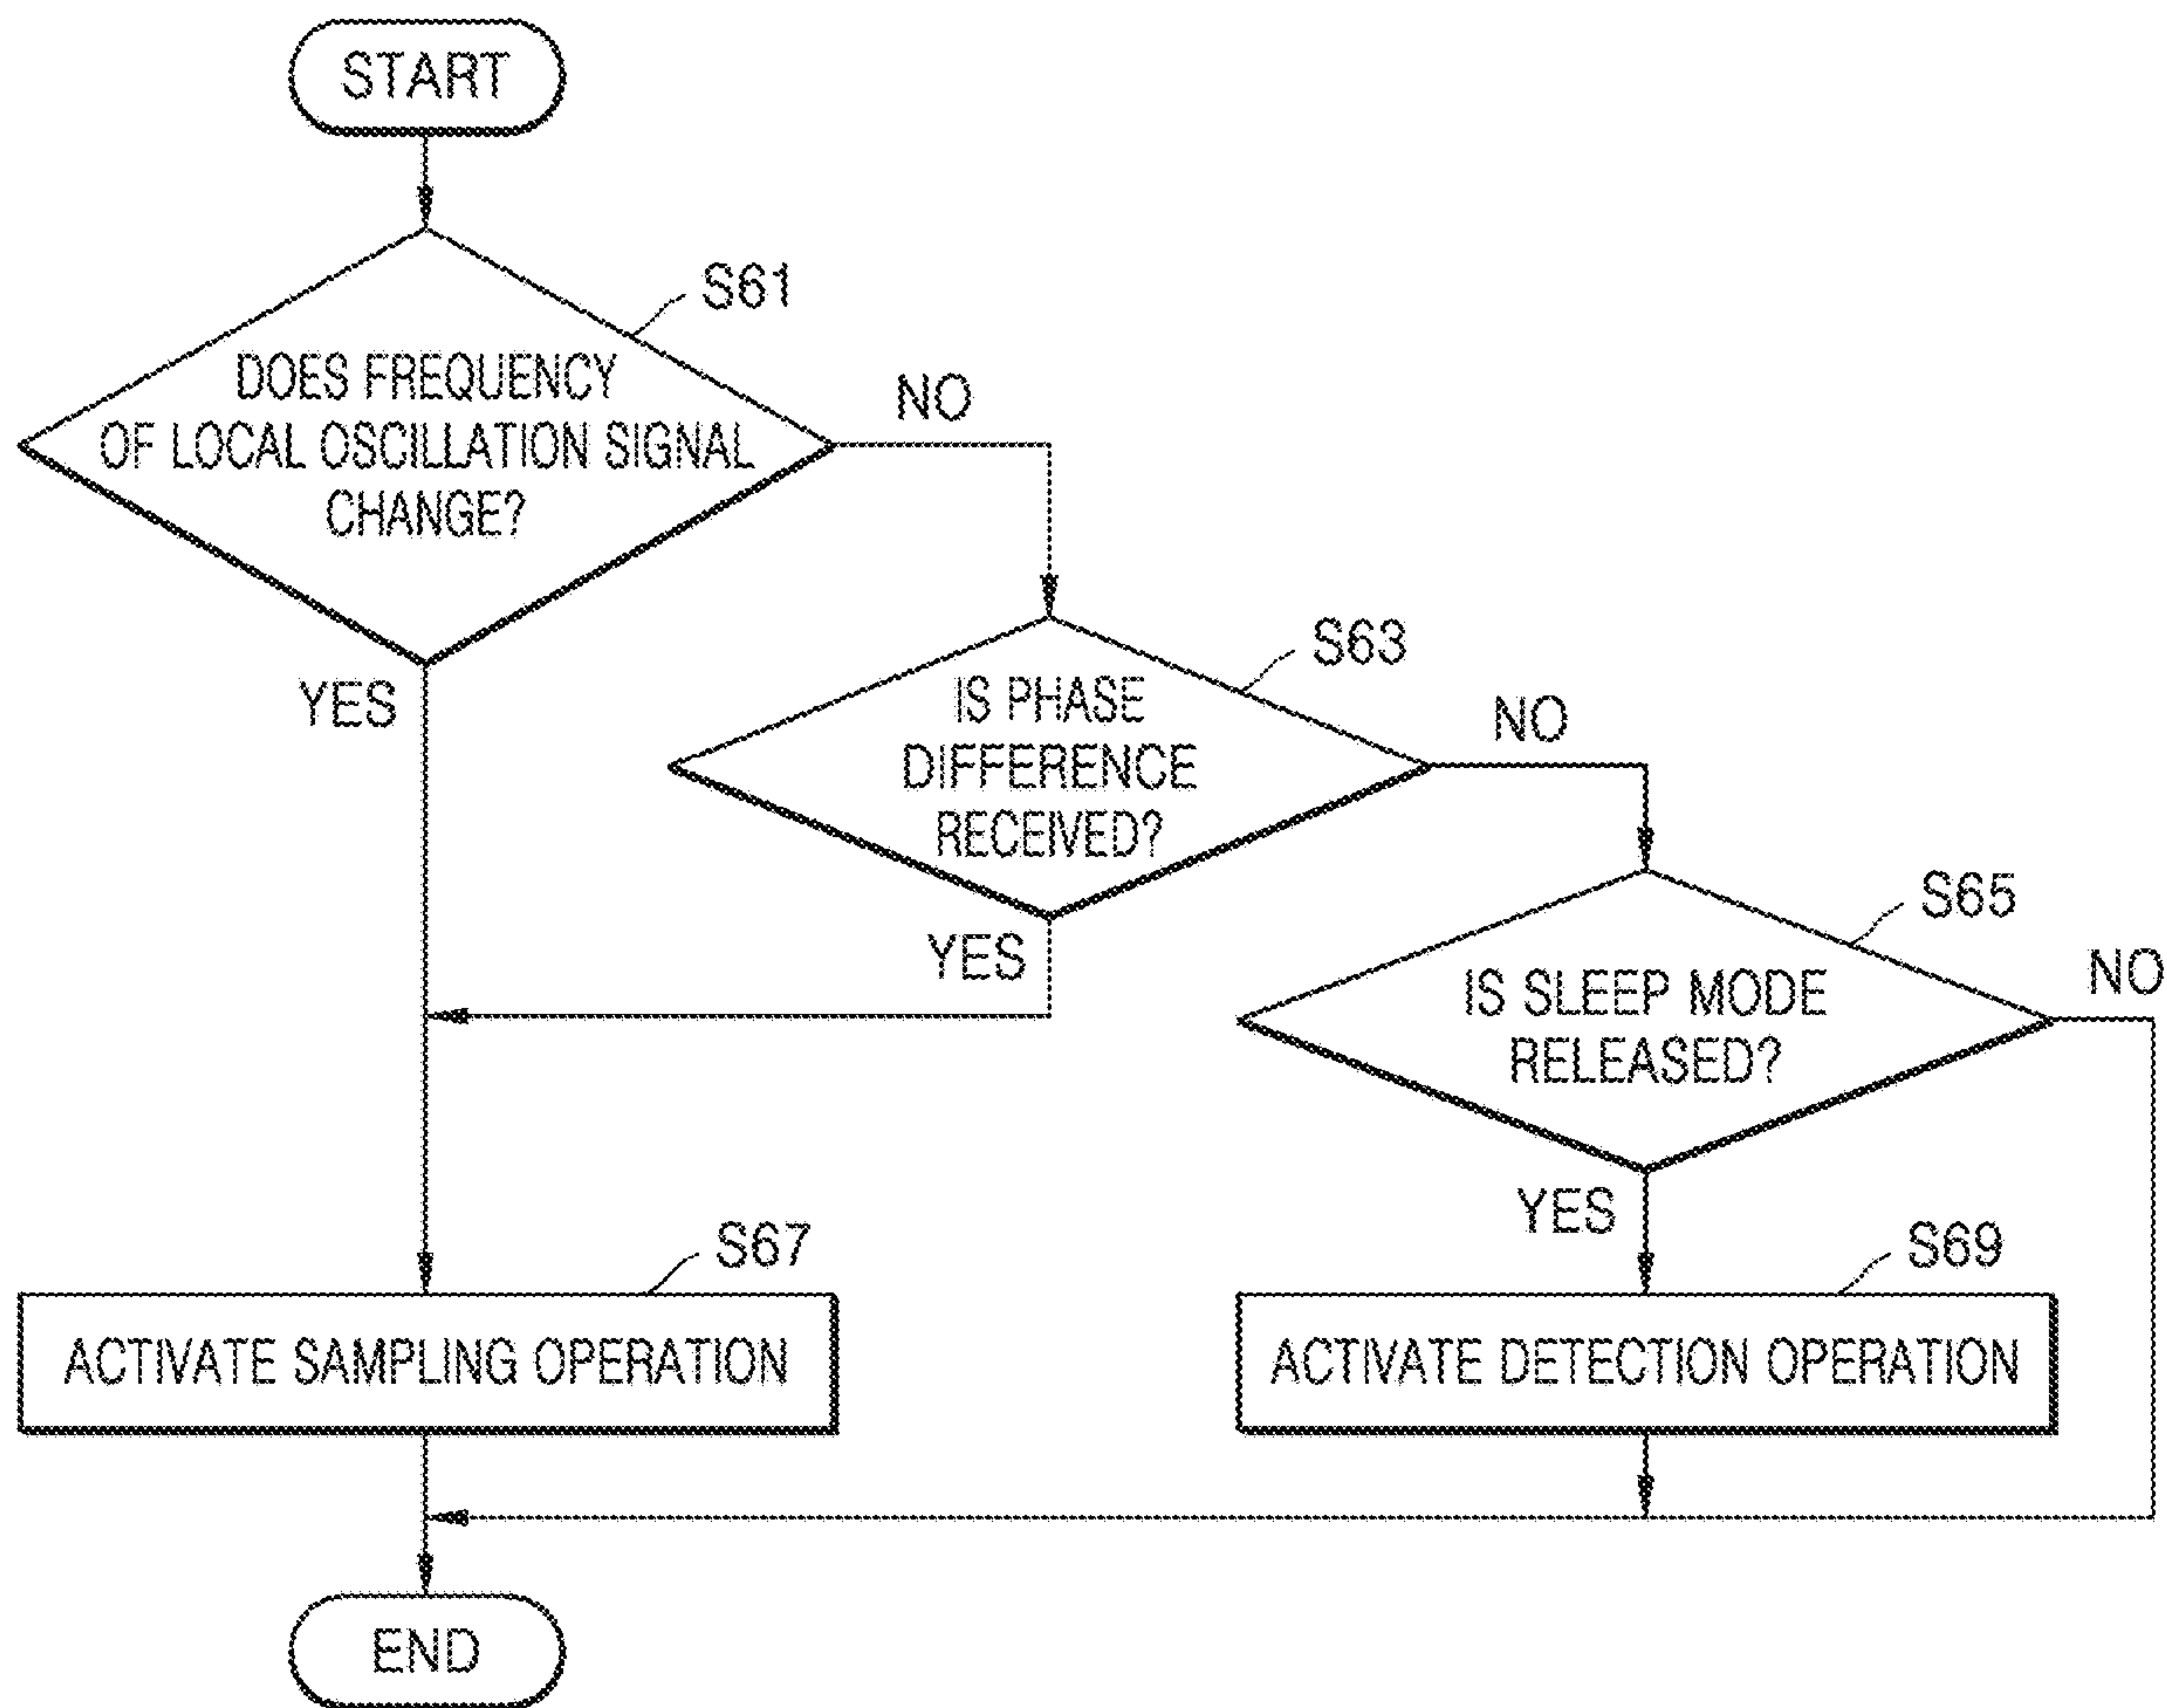 START
S61
DOES FREQUENCY
OF LOCAL OSCILLATION SIGNAL
CHANGE?
NO
YES
S63
IS PHASE
DIFFERENCE
RECEIVED?
NO
YES
S65
IS SLEEP MODE
RELEASED?
NO
YES
S67
ACTIVATE SAMPLING OPERATION
S69
ACTIVATE DETECTION OPERATION
END